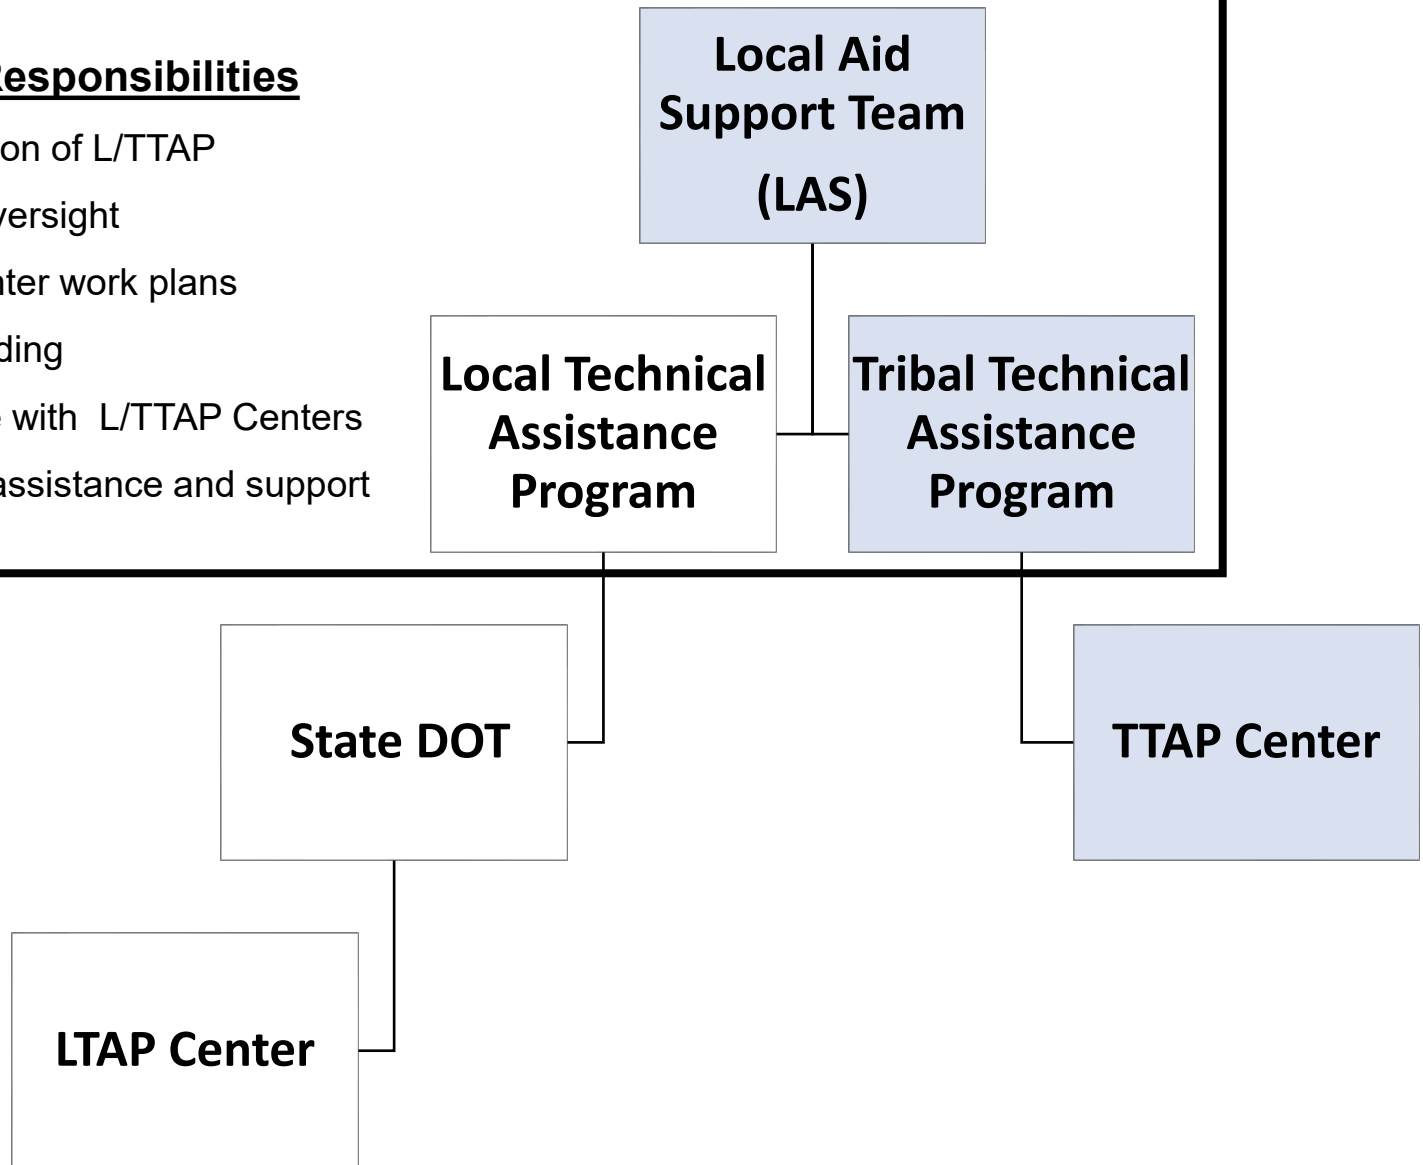 Responsibilities
on of L/TTAP
versight
nter work plans
ding
e with L/TTAP Centers
assistance and support
Local Aid
Support Team
(LAS)
Local Technical
Assistance
Program
Tribal Technical
Assistance
Program
State DOT
TTAP Center
LTAP Center